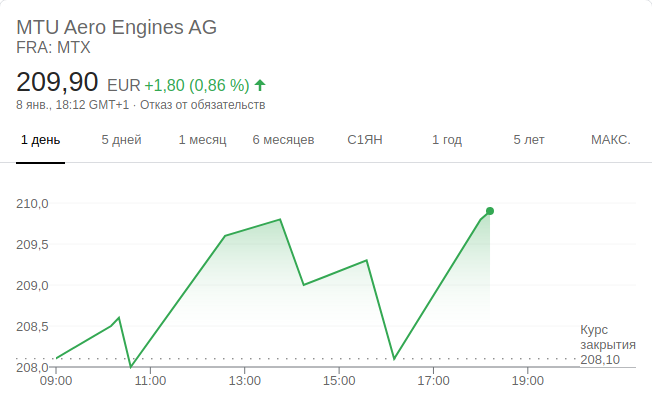 MTU Aero Engines AG
FRA: MTX
209,90 EUR +1,80 (0,86 %)
8 янв., 18:12 GMT+1 · Отказ от обязательств
1 день 5 дней 1 месяц 6 месяцев С1ЯН 1 год 5 лет МАКС.
210,0
209,5
209,0
208,5
208,0
Курс
закрытия
208,10
09:00 11:00 13:00 15:00 17:00 19:00